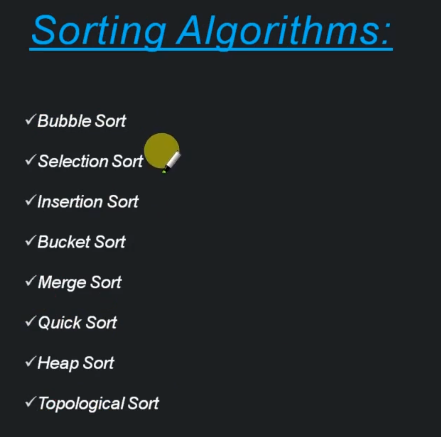 Sorting Algorithms:
✓Bubble Sort
✓Selection Sort
✓Insertion Sort
✓Bucket Sort
✓Merge Sort
✓Quick Sort
✓Heap Sort
✓Topological Sort